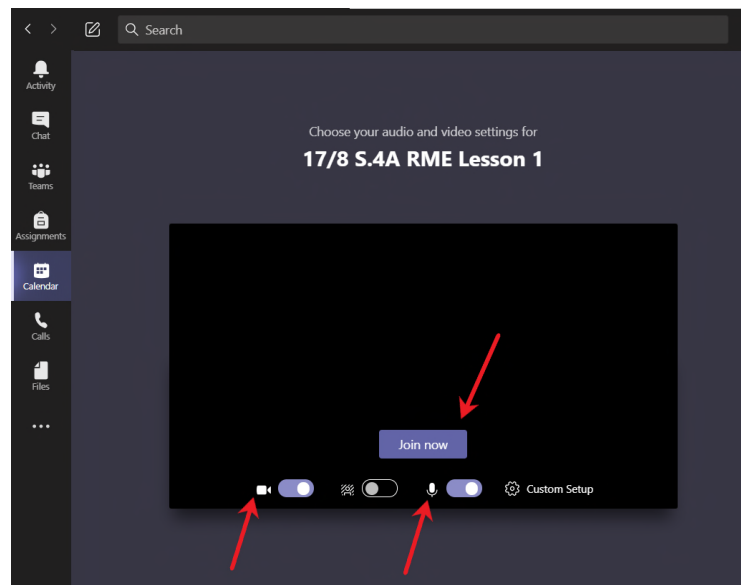 Search
Activity
Chat
Teams
Assignments
Calendar
Calls
Files
Choose your audio and video settings for
17/8 S.4A RME Lesson 1
Join now
Custom Setup